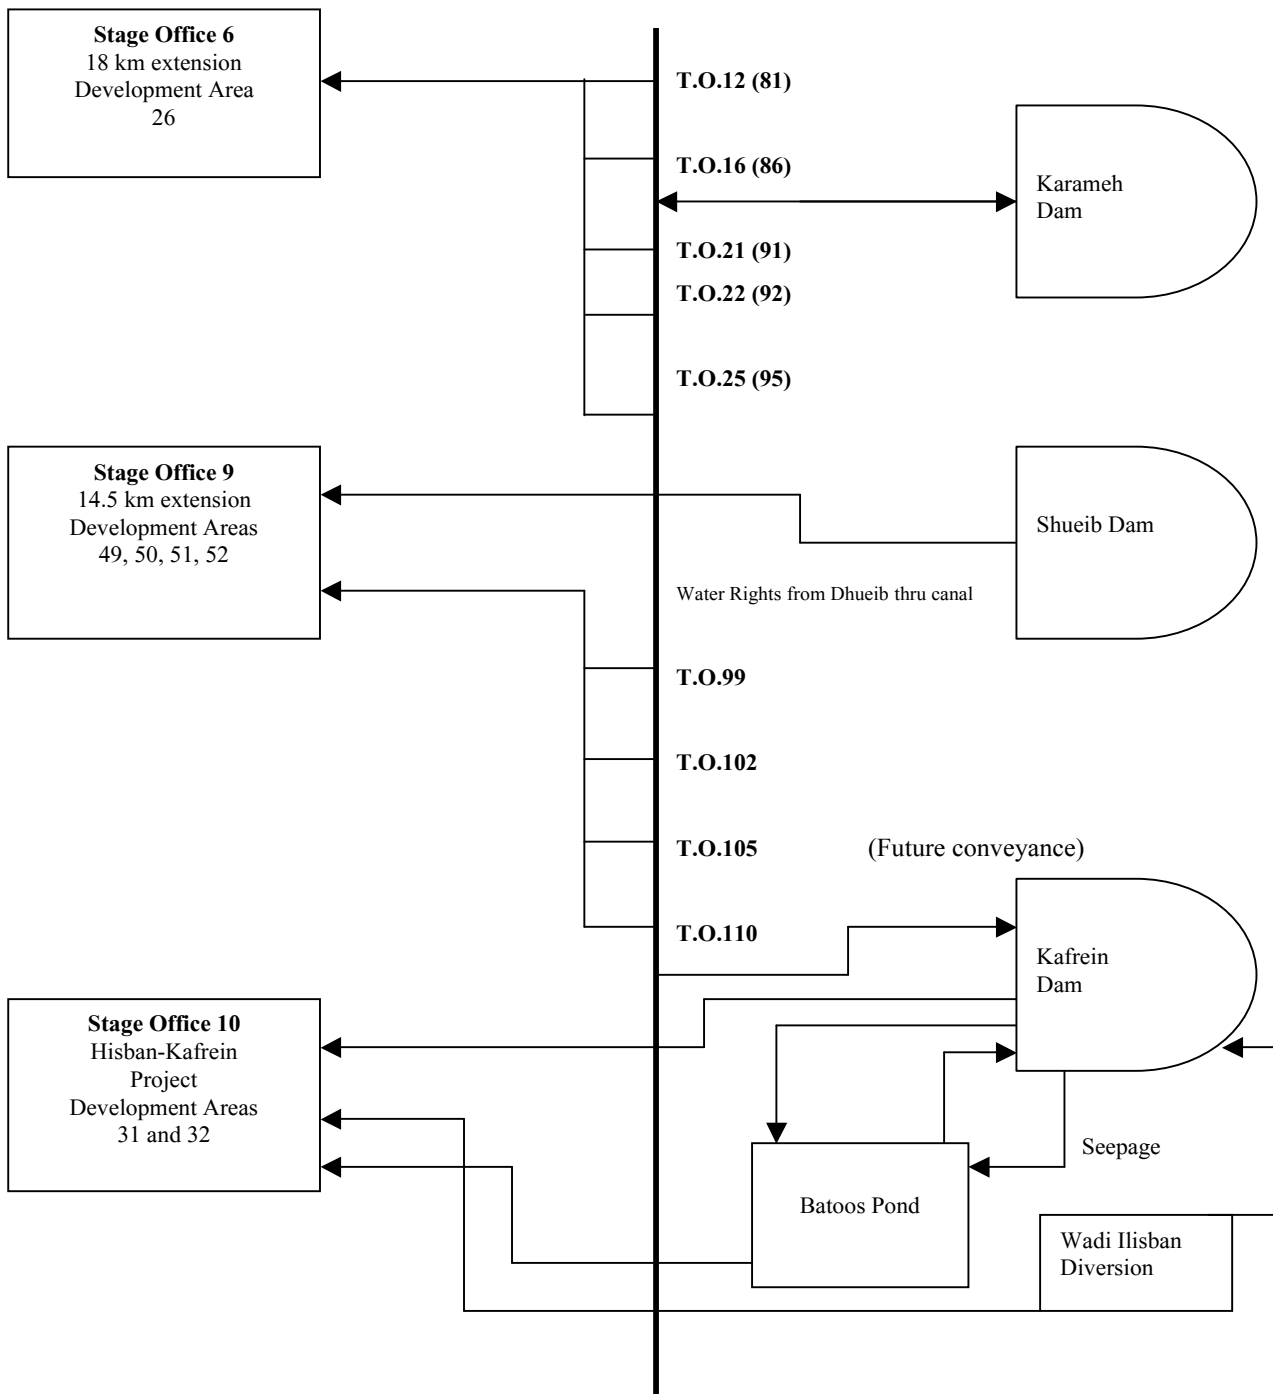 Stage Office 6
18 km extension
Development Area
26
T.O.12 (81)
T.O.16 (86)
Karameh
Dam
T.O.21 (91)
T.O.22 (92)
T.O.25 (95)
Stage Office 9
14.5 km extension
Development Areas
49, 50, 51, 52
Shueib Dam
Water Rights from Dhueib thru canal
T.O.99
T.O.102
T.O.105
(Future conveyance)
T.O.110
Kafrein
Dam
Stage Office 10
Hisban-Kafrein
Project
Development Areas
31 and 32
Seepage
Batoos Pond
Wadi Ilisban
Diversion